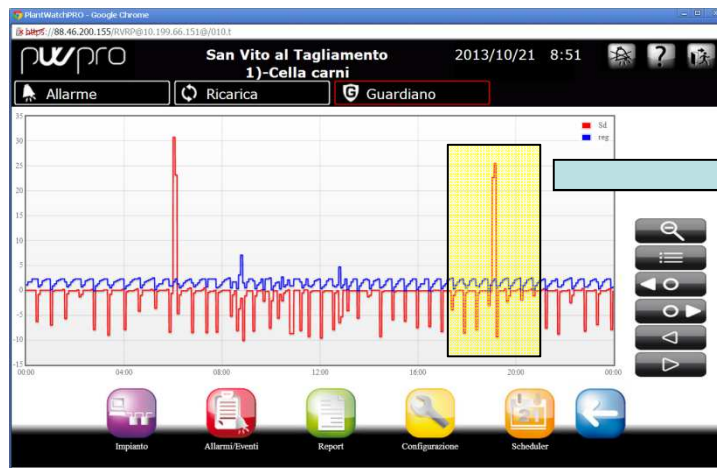 PlantWatchPRO - Google Chrome
https://88.46.200.155/RVRP@10.199.66.151@/010.t
pwpro
San Vito al Tagliamento
1)-Cella carni
2013/10/21 8:51
?
Allarme
Ricarica
G Guardiano
35
30
25
20
15
10
5
0
-5
-10
-15
Sd
reg
00:00 04:00 08:00 12:00 16:00 20:00 00:00
21
Impianto Allarmi/Eventi Report Configurazione Scheduler